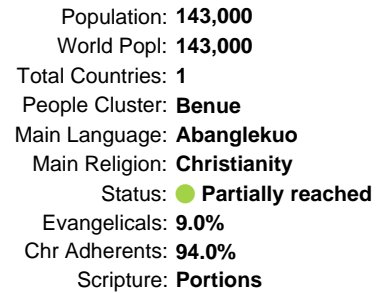 Population: 143,000
World Popl: 143,000
Total Countries: 1
People Cluster: Benue
Main Language: Abanglekuo
Main Religion: Christianity
Status: Partially reached
Evangelicals: 9.0%
Chr Adherents: 94.0%
Scripture: Portions